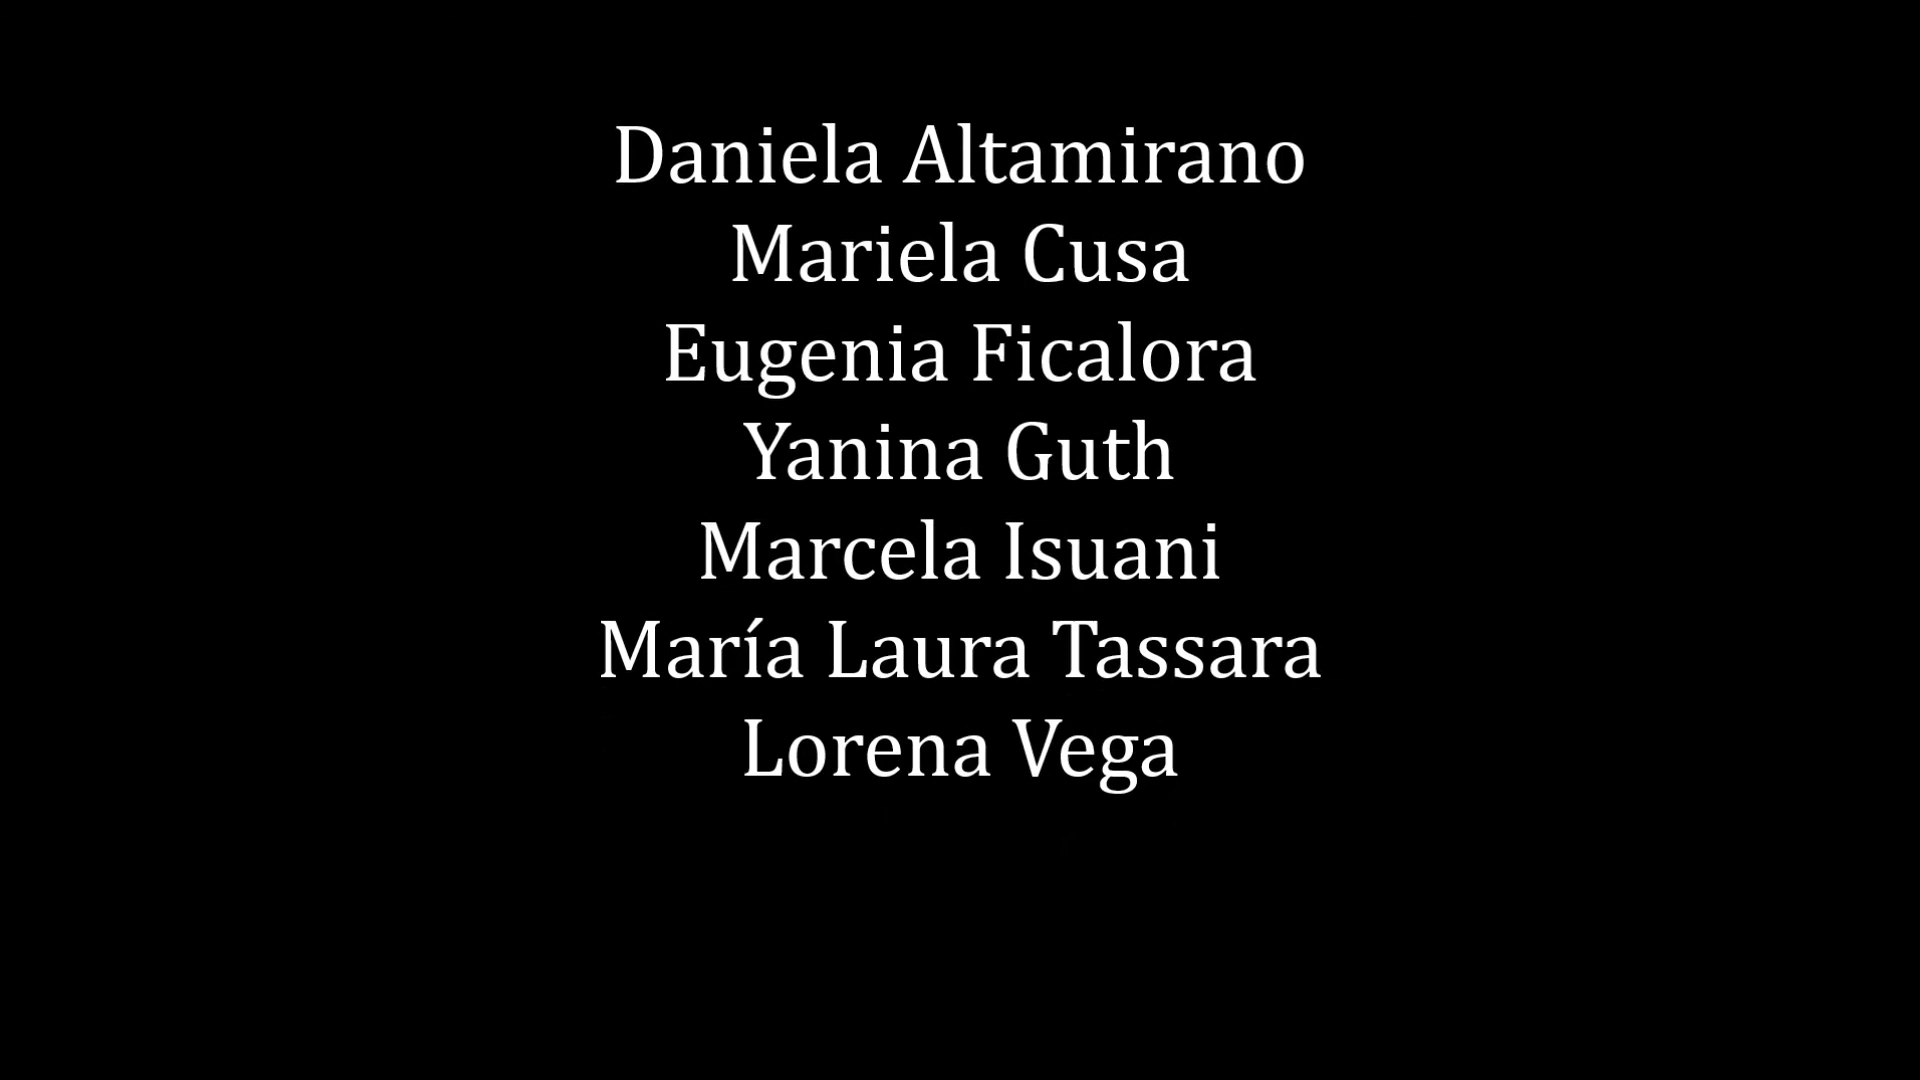 Daniela Altamirano
Mariela Cusa
Eugenia Ficalora
Yanina Guth
Marcela Isuani
María Laura Tassara
Lorena Vega